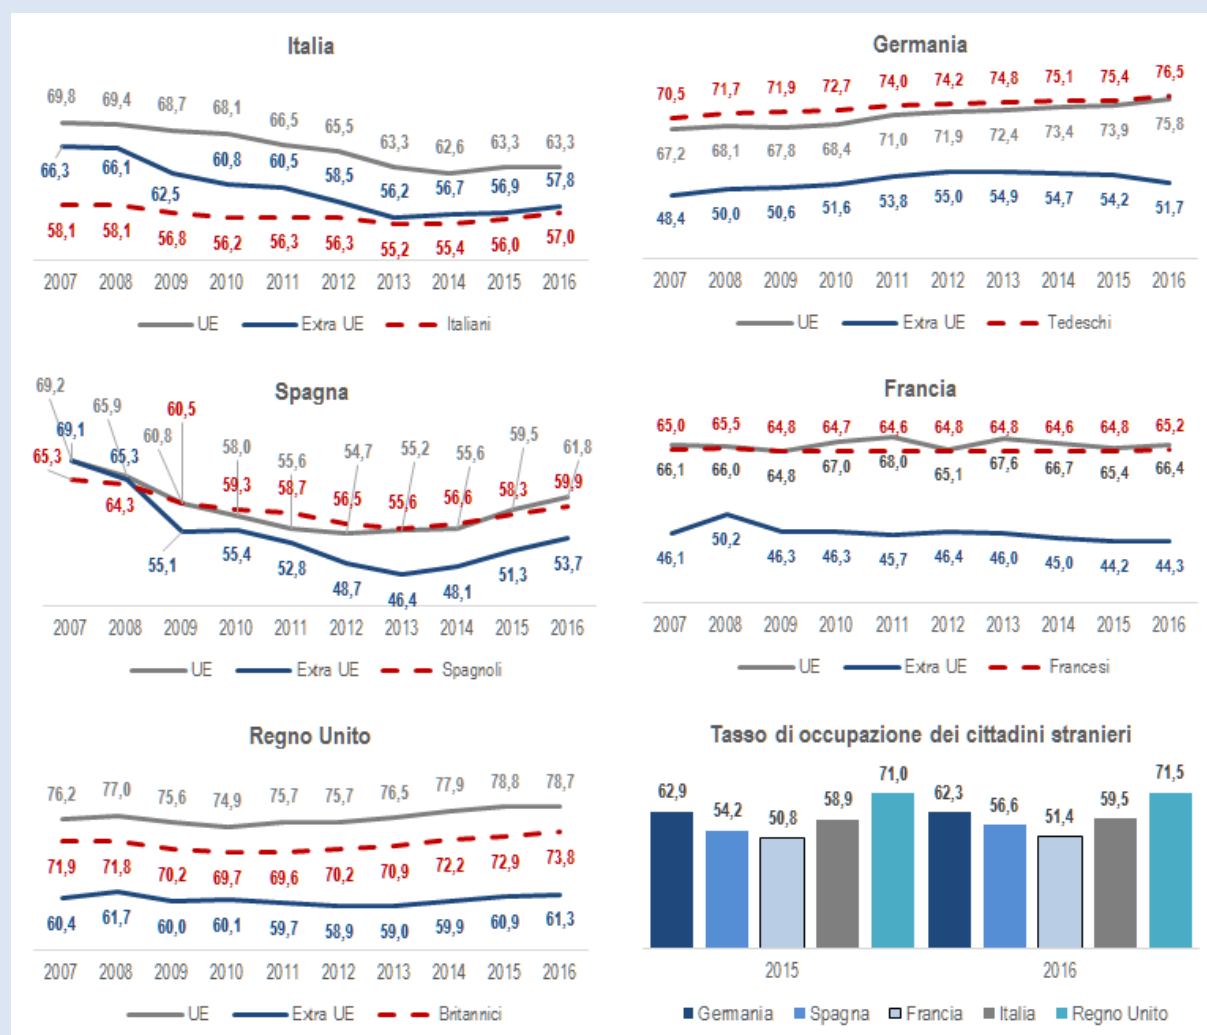 Italia
69,8 69,4 68,7 68,1 66,5 65,5 63,3 62,6 63,3 63,3
66,3 66,1 62,5 60,8 60,5 58,5 56,2 56,7 56,9 57,8
58,1 58,1 56,8 56,2 56,3 56,3 55,2 55,4 56,0 57,0
2007 2008 2009 2010 2011 2012 2013 2014 2015 2016
UE Extra UE Italiani
Germania
70,5 71,7 71,9 72,7 74,0 74,2 74,8 75,1 75,4 76,5
67,2 68,1 67,8 68,4 71,0 71,9 72,4 73,4 73,9 75,8
48,4 50,0 50,6 51,6 53,8 55,0 54,9 54,7 54,2 51,7
2007 2008 2009 2010 2011 2012 2013 2014 2015 2016
UE Extra UE Tedeschi
Spagna
69,2 65,9 60,8 58,0 55,6 54,7 55,2 55,6 59,5 61,8
65,3 64,3 60,5 59,3 58,7 56,5 55,6 56,6 58,3 59,9
69,1 65,3 55,1 55,4 52,8 48,7 46,4 48,1 51,3 53,7
2007 2008 2009 2010 2011 2012 2013 2014 2015 2016
UE Extra UE Spagnoli
Francia
65,0 65,5 64,8 64,7 64,6 64,8 64,8 64,6 64,8 65,2
66,1 66,0 64,8 67,0 68,0 65,1 67,6 66,7 65,4 66,4
46,1 50,2 46,3 46,3 45,7 46,4 46,0 45,0 44,2 44,3
2007 2008 2009 2010 2011 2012 2013 2014 2015 2016
UE Extra UE Francesi
Regno Unito
76,2 77,0 75,6 74,9 75,7 75,7 76,5 77,9 78,8 78,7
71,9 71,8 70,2 69,7 69,6 70,2 70,9 72,2 72,9 73,8
60,4 61,7 60,0 60,1 59,7 58,9 59,0 59,9 60,9 61,3
2007 2008 2009 2010 2011 2012 2013 2014 2015 2016
UE Extra UE Britannici
Tasso di occupazione dei cittadini stranieri
62,9 54,2 50,8 58,9 71,0 62,3 56,6 51,4 59,5 71,5
2015 2016
Germania Spagna Francia Italia Regno Unito